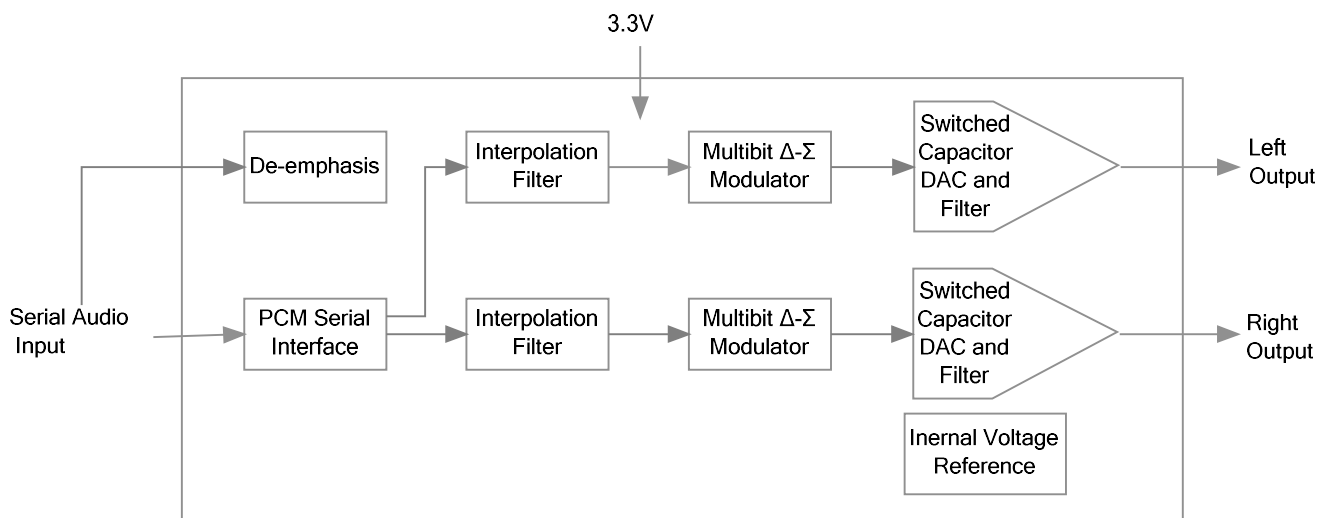 3.3V
De-emphasis
Interpolation
Filter
Multibit Δ-Σ
Modulator
Switched
Capacitor
DAC and
Filter
Left
Output
Serial Audio
Input
PCM Serial
Interface
Interpolation
Filter
Multibit Δ-Σ
Modulator
Switched
Capacitor
DAC and
Filter
Right
Output
Inernal Voltage
Reference